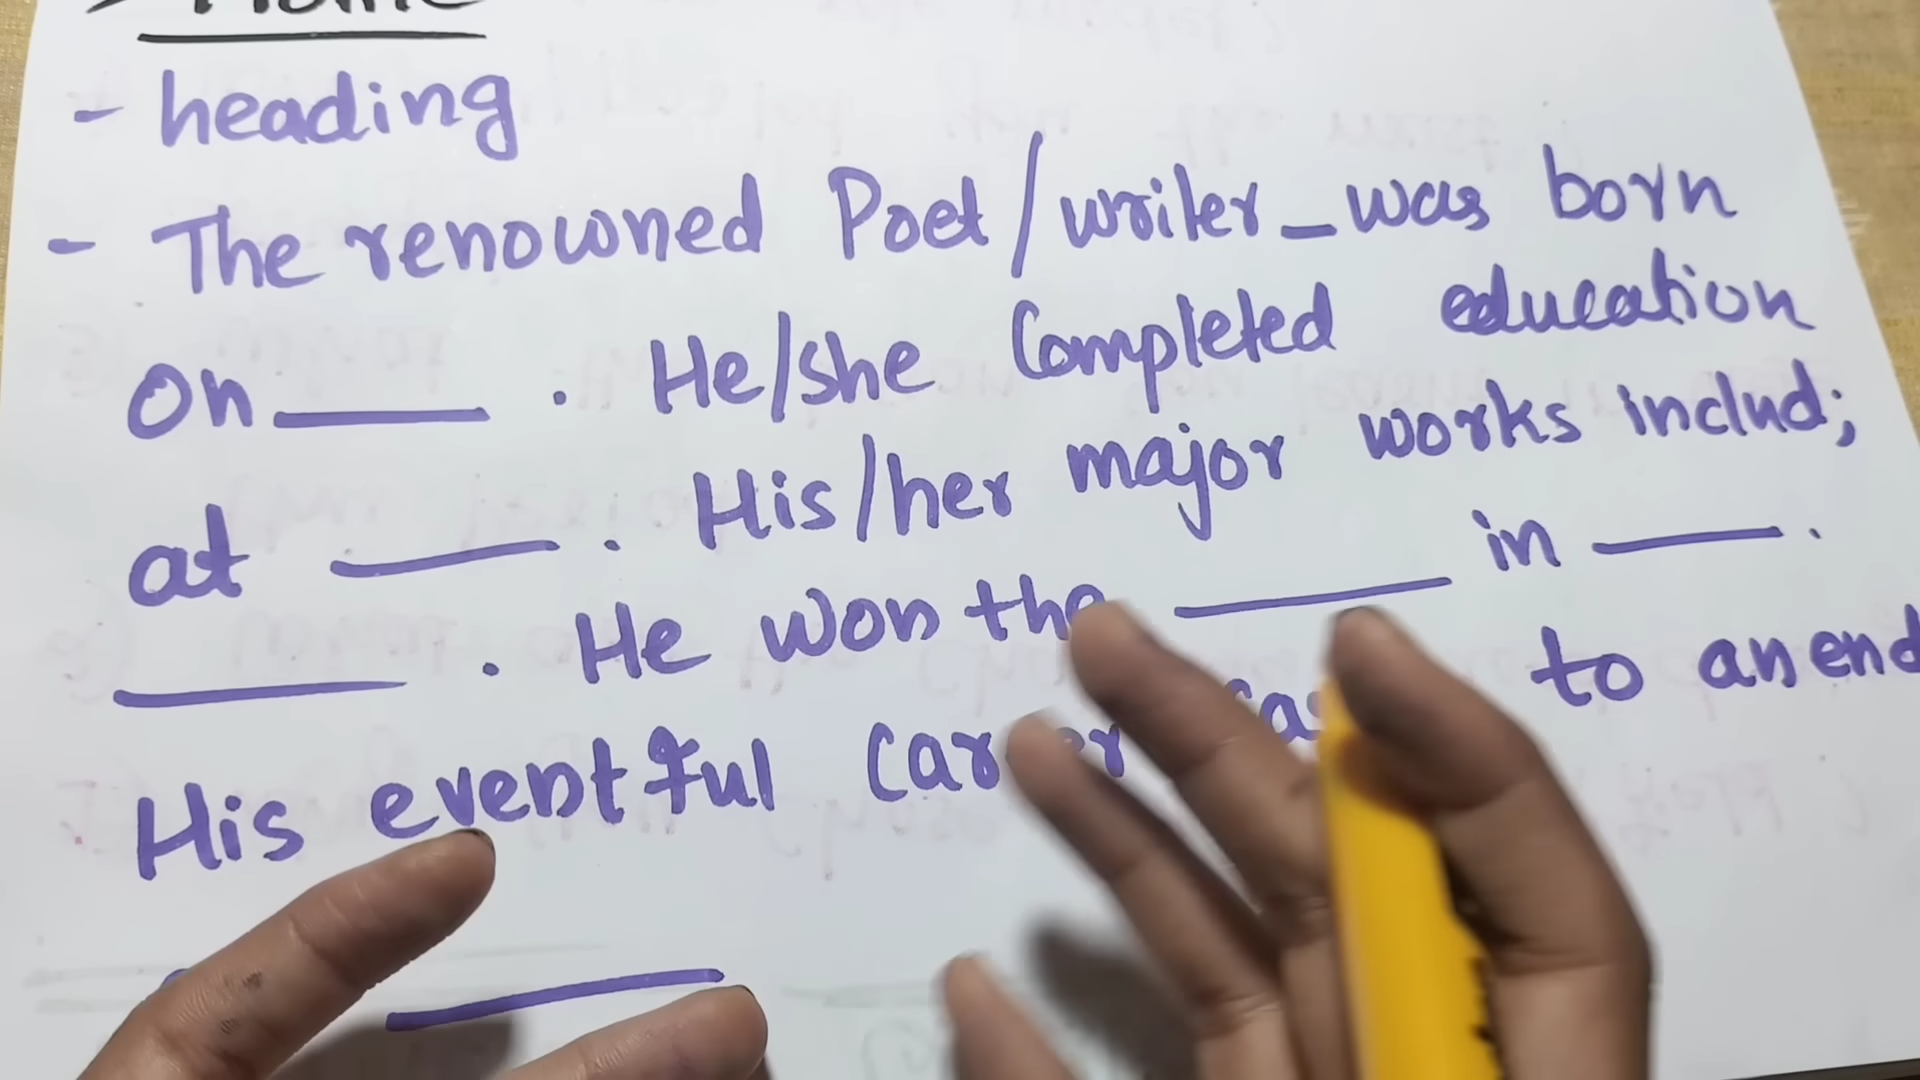 - heading
- The renowned Poet/writer _ was born
on ____. He/she Completed education
at ____. His/her major works includ;
____. He won the ____ in ____.
His eventful to an end